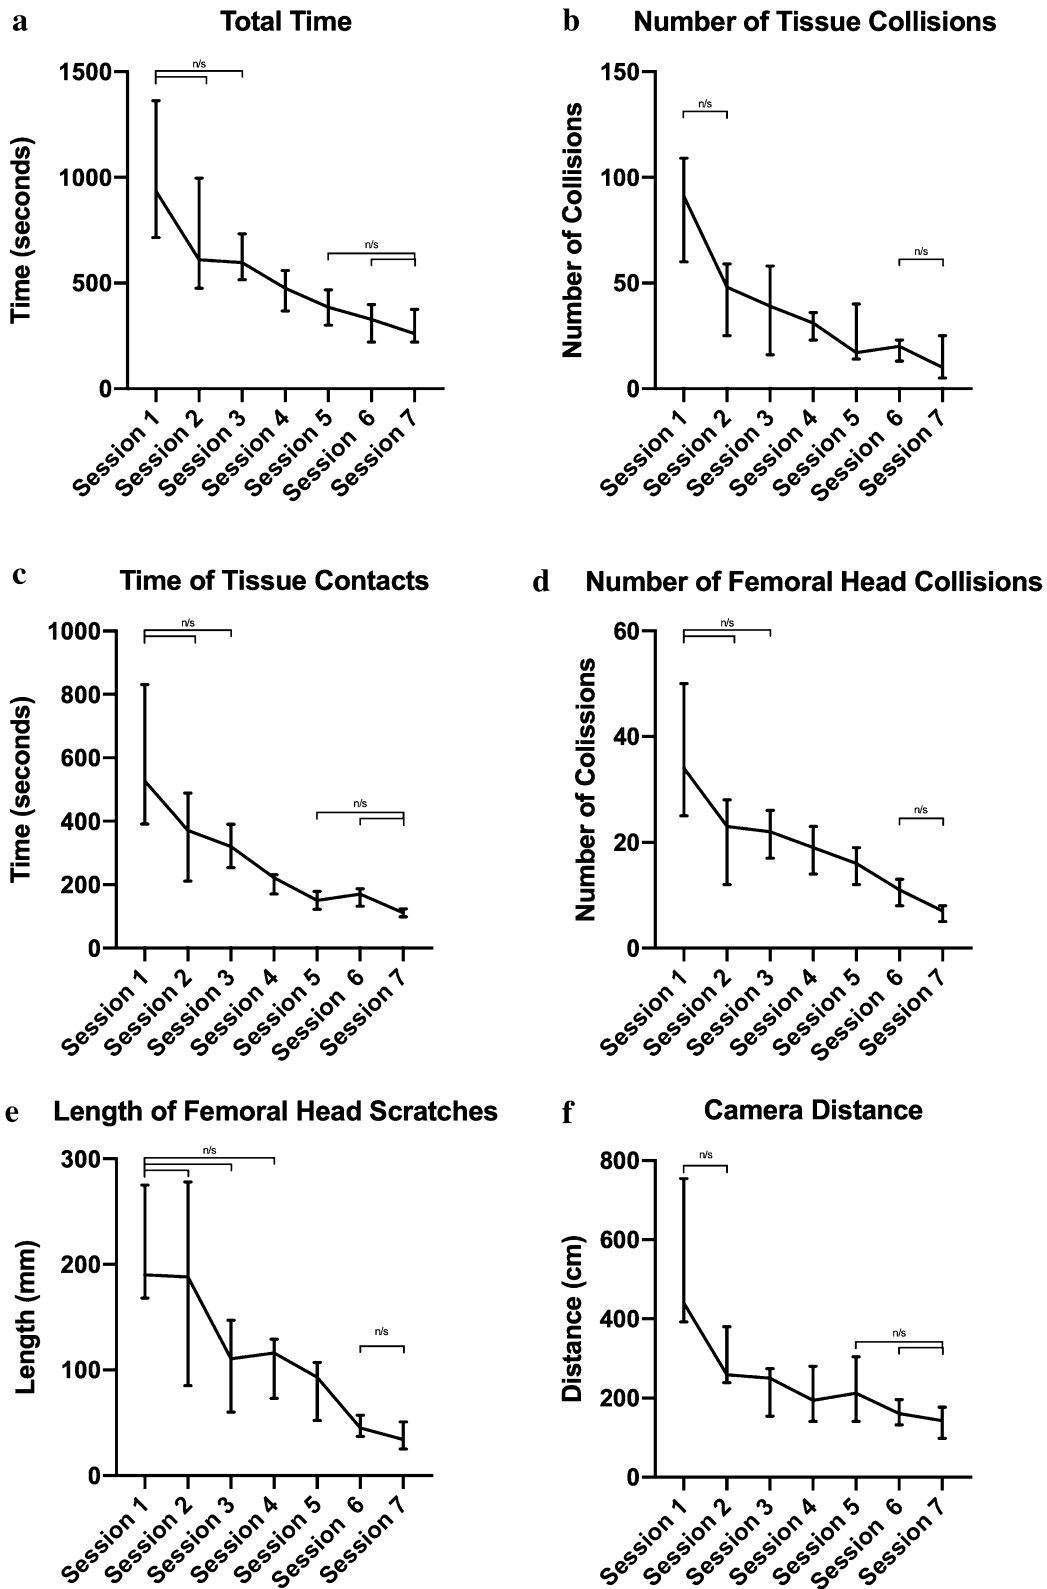 a Total Time
Time (seconds)
1500
1000
500
0
n/s
n/s
Session 1
Session 2
Session 3
Session 4
Session 5
Session 6
Session 7
b Number of Tissue Collisions
Number of Collisions
150
100
50
0
n/s
n/s
Session 1
Session 2
Session 3
Session 4
Session 5
Session 6
Session 7
c Time of Tissue Contacts
Time (seconds)
1000
800
600
400
200
0
n/s
n/s
Session 1
Session 2
Session 3
Session 4
Session 5
Session 6
Session 7
d Number of Femoral Head Collisions
Number of Colissions
60
40
20
0
n/s
n/s
Session 1
Session 2
Session 3
Session 4
Session 5
Session 6
Session 7
e Length of Femoral Head Scratches
Length (mm)
300
200
100
0
n/s
n/s
Session 1
Session 2
Session 3
Session 4
Session 5
Session 6
Session 7
f Camera Distance
Distance (cm)
800
600
400
200
0
n/s
n/s
Session 1
Session 2
Session 3
Session 4
Session 5
Session 6
Session 7